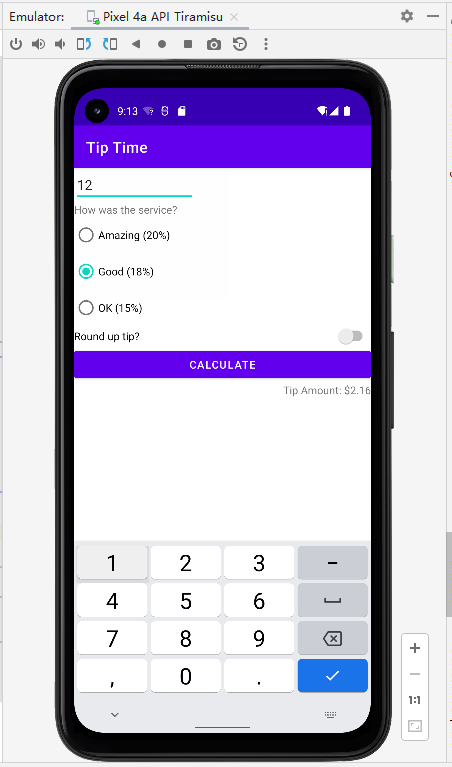 Emulator: Pixel 4a API Tiramisu
9:13
Tip Time
12
How was the service?
Amazing (20%)
Good (18%)
OK (15%)
Round up tip?
CALCULATE
Tip Amount: $2.16
1 2 3 −
4 5 6
7 8 9
, 0 .
1:1